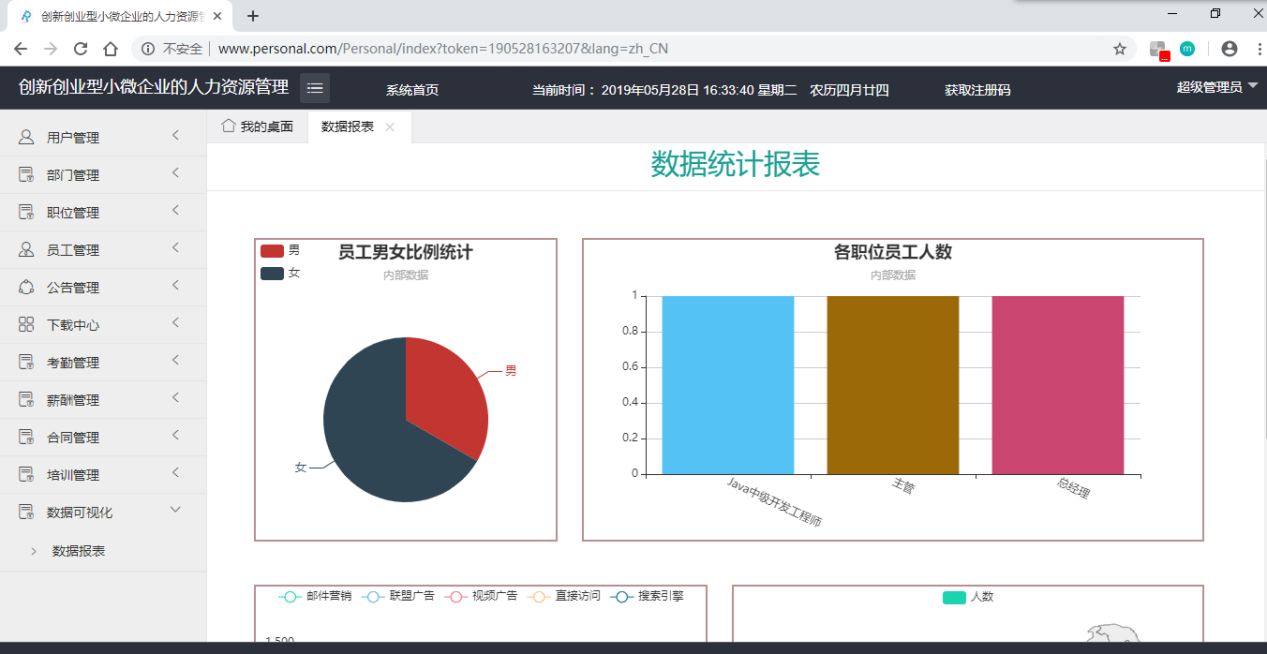 创新创业型小微企业的人力资源管
不安全 www.personal.com/Personal/index?token=190528163207&lang=zh_CN
创新创业型小微企业的人力资源管理 系统首页 当前时间： 2019年05月28日 16:33:40 星期二 农历四月廿四 获取注册码 超级管理员
用户管理
部门管理
职位管理
员工管理
公告管理
下载中心
考勤管理
薪酬管理
合同管理
培训管理
数据可视化
数据报表
我的桌面 数据报表
数据统计报表
男
女
员工男女比例统计
内部数据
男
女
各职位员工人数
内部数据
1
0.8
0.6
0.4
0.2
0
Java中级开发工程师
主管
总经理
邮件营销 联盟广告 视频广告 直接访问 搜索引擎
1,500
人数